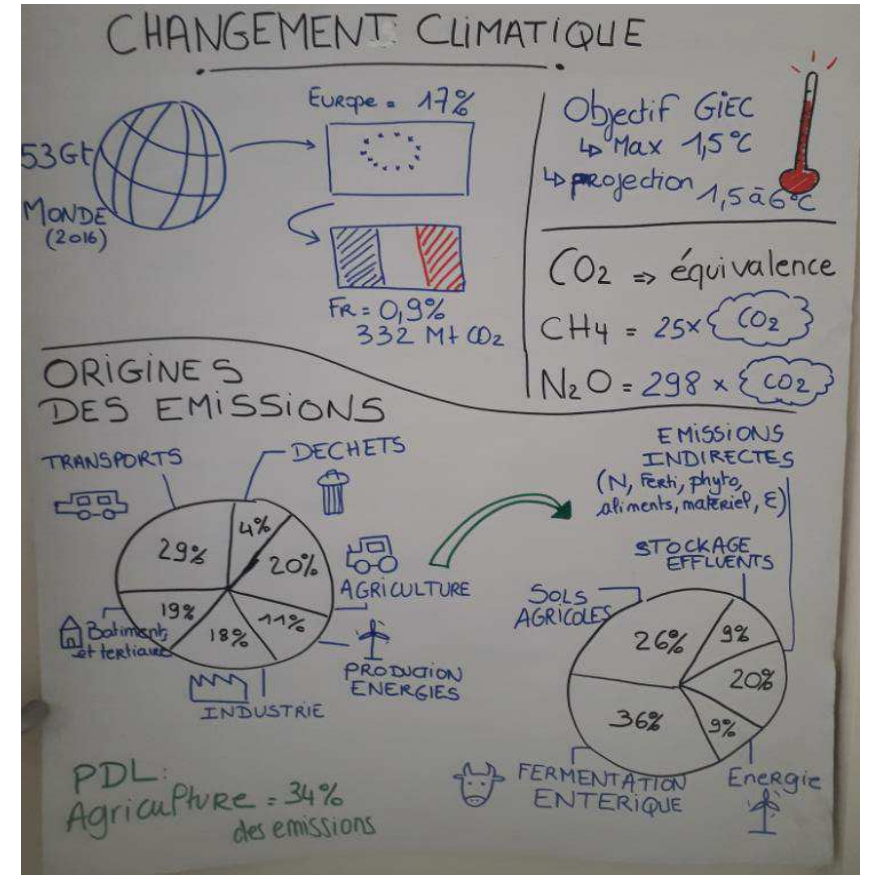 CHANGEMENT CLIMATIQUE
53Gt
MONDE
(2016)
Europe = 17%
FR = 0,9%
332 Mt CO2
Objectif GIEC
↳ Max 1,5°C
↳ projection
1,5 à 6°C
CO2 => équivalence
CH4 = 25x CO2
N2O = 298 x CO2
ORIGINES
DES EMISSIONS
TRANSPORTS
DECHETS
29%
4%
20%
AGRICULTURE
19%
18%
11%
Batiments
et tertiaire
INDUSTRIE
PRODUCTION
ENERGIES
EMISSIONS
INDIRECTES
(N, Ferti, phyto,
aliments, materiel, E)
STOCKAGE
EFFLUENTS
SOLS
AGRICOLES
26%
9%
20%
36%
9%
FERMENTATION
ENTERIQUE
Energie
PDL:
Agriculture = 34%
des emissions